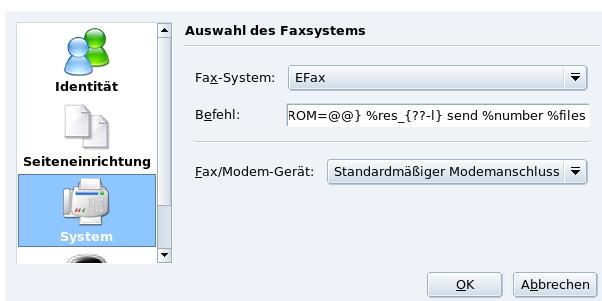 Auswahl des Faxsystems
Identität
Seiteneinrichtung
System
Fax-System: EFax
Befehl: ROM=@@} %res_{??-l} send %number %files
Fax/Modem-Gerät: Standardmäßiger Modemanschluss
OK Abbrechen